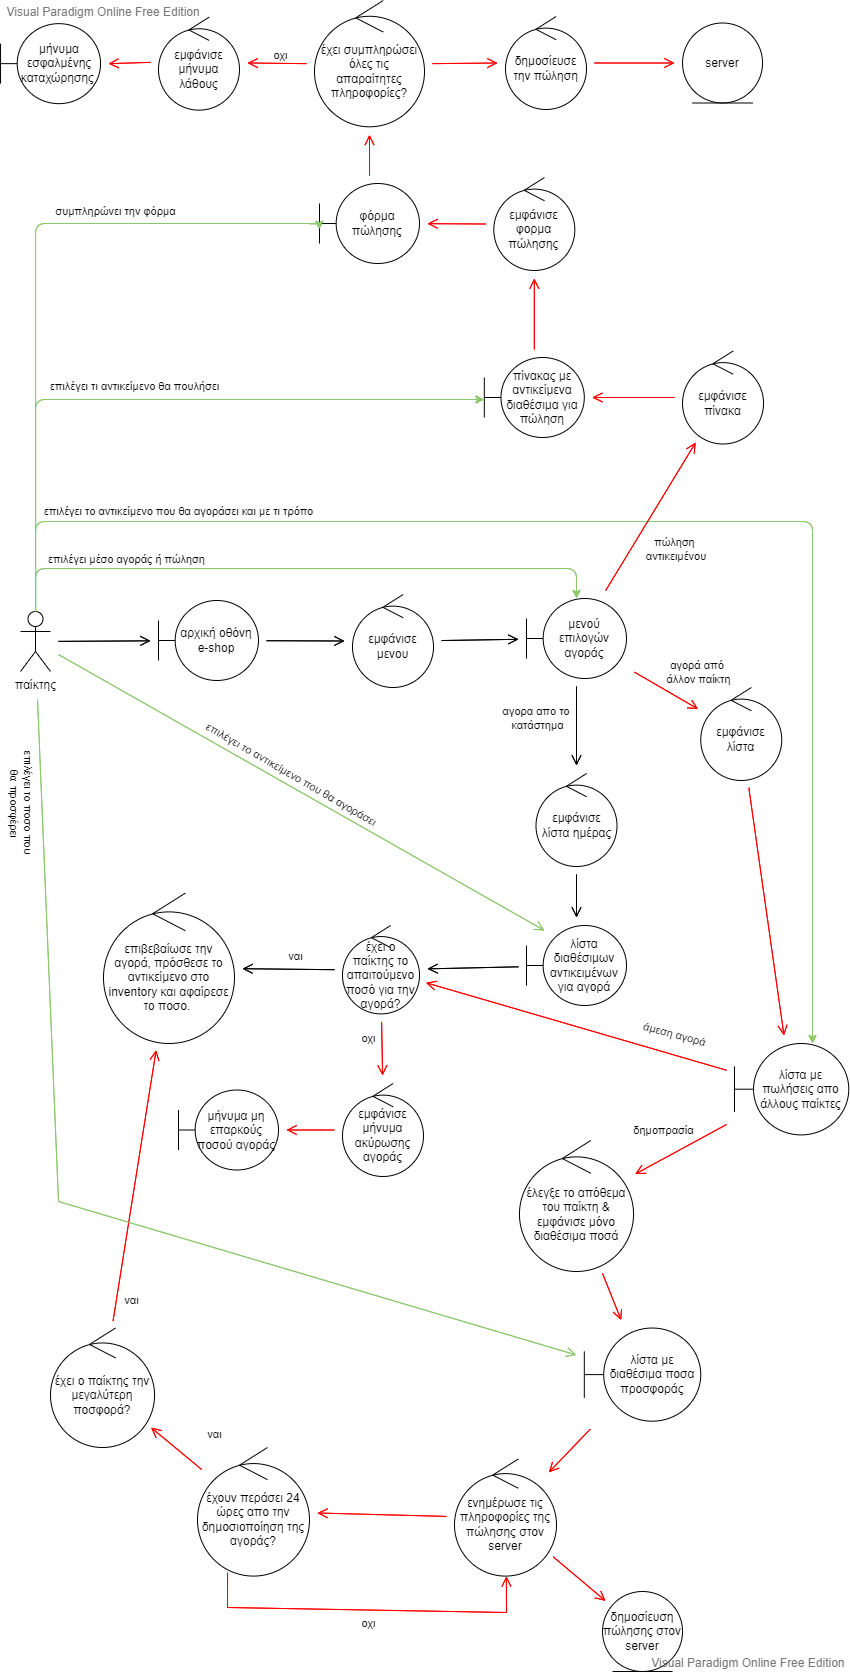 Visual Paradigm Online Free Edition
μήνυμα
εσφαλμένης
καταχώρησης
εμφάνισε
μήνυμα
λάθους
οχι
έχει συμπληρώσει
όλες τις
απαραίτητες
πληροφορίες?
δημοσίευσε
την πώληση
server
συμπληρώνει την φόρμα
φόρμα
πώλησης
εμφάνισε
φορμα
πώλησης
επιλέγει τι αντικείμενο θα πουλήσει
πίνακας με
αντικείμενα
διαθέσιμα για
πώληση
εμφάνισε
πίνακα
επιλέγει το αντικείμενο που θα αγοράσει και με τι τρόπο
πώληση
αντικειμένου
επιλέγει μέσο αγοράς ή πώληση
παίκτης
αρχική οθόνη
e-shop
εμφάνισε
μενου
μενού
επιλογών
αγοράς
αγορά από
άλλον παίκτη
αγορα απο το
κατάστημα
εμφάνισε
λίστα
επιλέγει το αντικείμενο που θα αγοράσει
επιλέγει το ποσο που
θα προσφέρει
εμφάνισε
λίστα ημέρας
επιβεβαίωσε την
αγορά, πρόσθεσε το
αντικείμενο στο
inventory και αφαίρεσε
το ποσο.
ναι
έχει ο
παίκτης το
απαιτούμενο
ποσό για την
αγορά?
λίστα
διαθέσιμων
αντικειμένων
για αγορά
άμεση αγορά
οχι
λίστα με
πωλήσεις απο
άλλους παίκτες
μήνυμα μη
επαρκούς
ποσού αγοράς
εμφάνισε
μήνυμα
ακύρωσης
αγοράς
δημοπρασία
έλεγξε το απόθεμα
του παίκτη &
εμφάνισε μόνο
διαθέσιμα ποσά
ναι
λίστα με
διαθέσιμα ποσα
προσφοράς
έχει ο παίκτης την
μεγαλύτερη
ποσφορά?
ναι
έχουν περάσει 24
ώρες απο την
δημοσιοποίηση της
αγοράς?
ενημέρωσε τις
πληροφορίες της
πώλησης στον
server
οχι
δημοσίευση
πώλησης στον
server
Visual Paradigm Online Free Edition